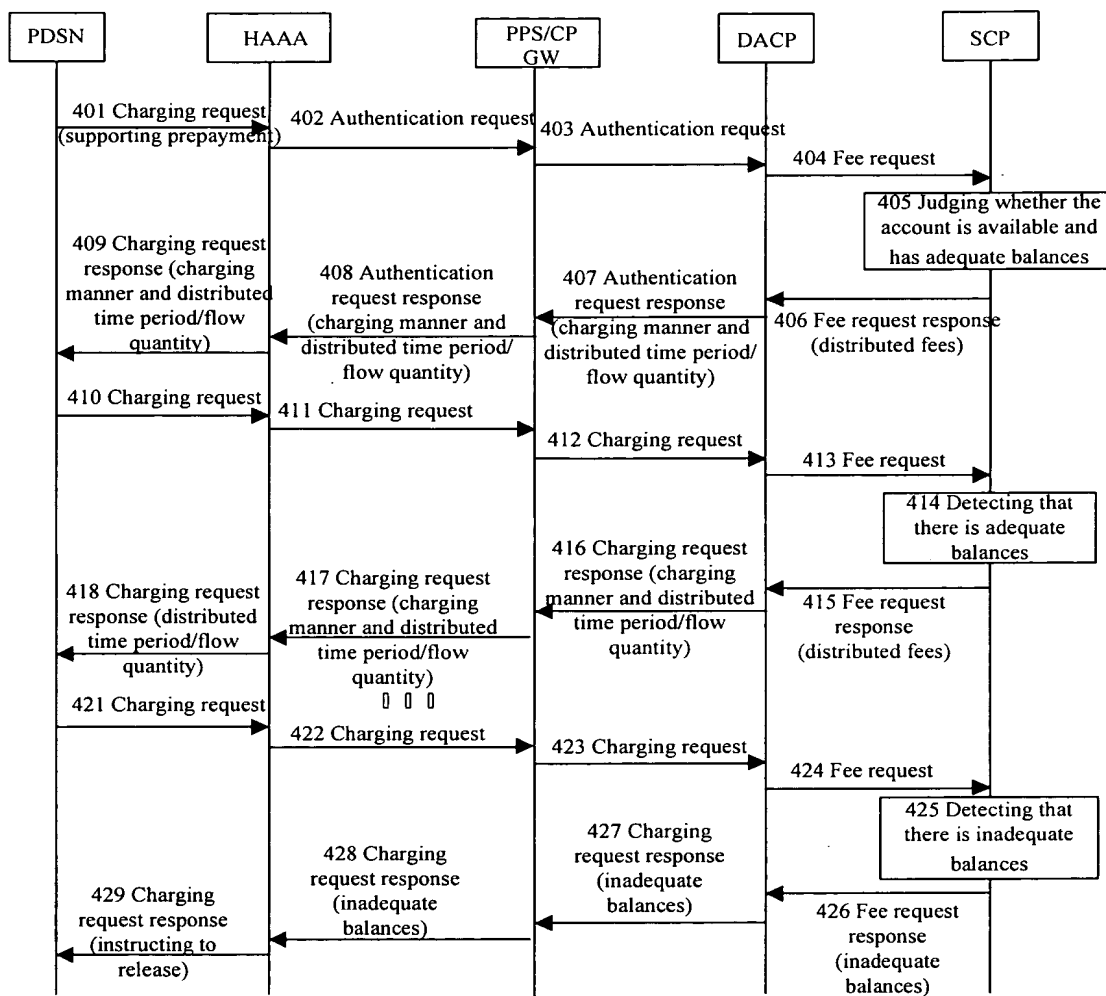 PDSN
HAAA
PPS/CP
GW
DACP
SCP
401 Charging request
(supporting prepayment)
402 Authentication request
403 Authentication request
404 Fee request
405 Judging whether the
account is available and
has adequate balances
409 Charging request
response (charging
manner and distributed
time period/flow
quantity)
408 Authentication
request response
(charging manner and
distributed time period/
flow quantity)
407 Authentication
request response
(charging manner and
distributed time period/
flow quantity)
406 Fee request response
(distributed fees)
410 Charging request
411 Charging request
412 Charging request
413 Fee request
414 Detecting that
there is adequate
balances
418 Charging request
response (distributed
time period/flow
quantity)
417 Charging request
response (charging
manner and distributed
time period/flow
quantity)
416 Charging request
response (charging
manner and distributed
time period/flow
quantity)
415 Fee request
response
(distributed fees)
421 Charging request
422 Charging request
423 Charging request
424 Fee request
425 Detecting that
there is inadequate
balances
429 Charging
request response
(instructing to
release)
428 Charging
request response
(inadequate
balances)
427 Charging
request response
(inadequate
balances)
426 Fee request
response
(inadequate
balances)